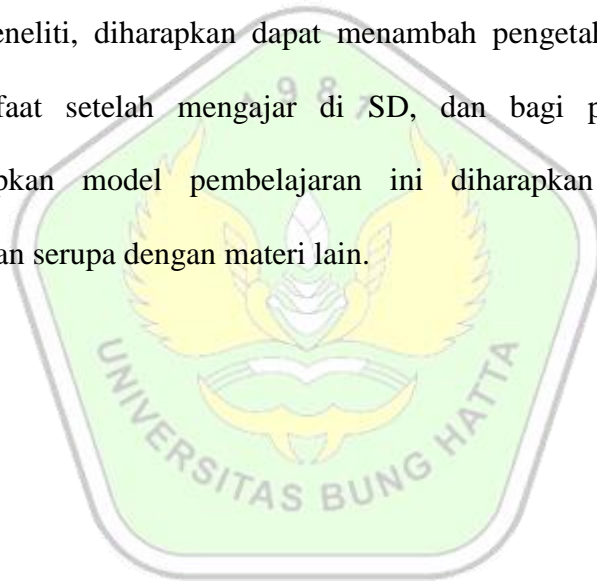 eneliti, diharapkan dapat menambah pengetah
faat setelah mengajar di SD, dan bagi p
pkan model pembelajaran ini diharapkan
an serupa dengan materi lain.
1981
UNIVERSITAS BUNG HATTA